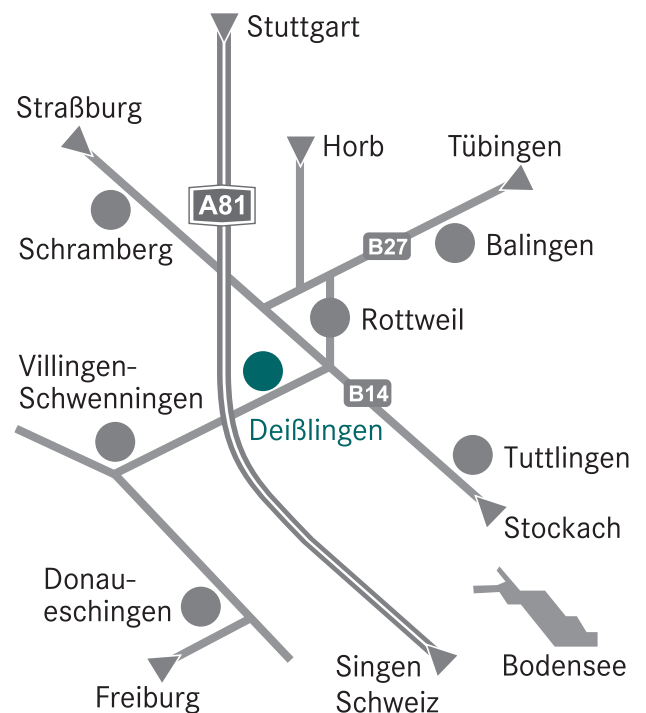 Stuttgart
Straßburg
Horb
Tübingen
A81
Schramberg
B27
Balingen
Rottweil
Villingen-
Schwenningen
B14
Deißlingen
Tuttlingen
Stockach
Donau-
eschingen
Singen
Schweiz
Bodensee
Freiburg